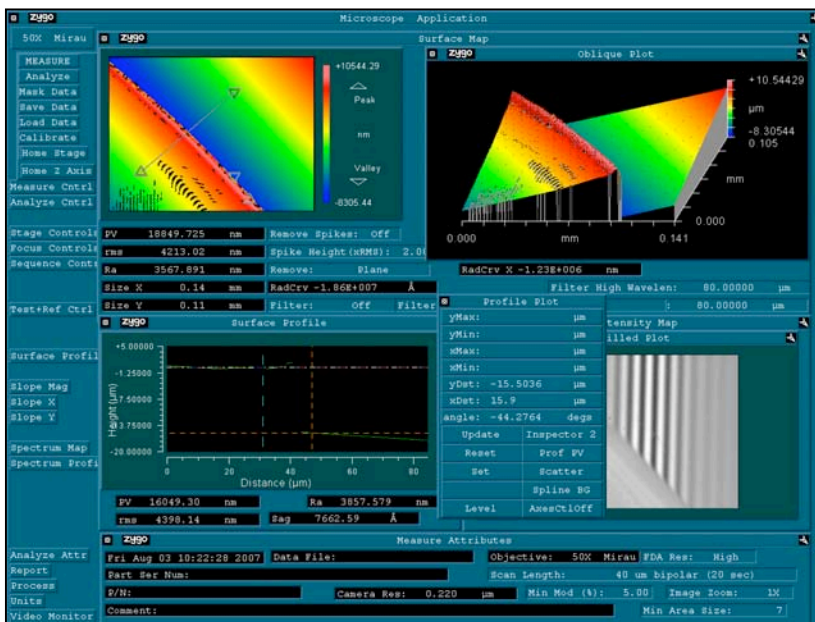 zygo Microscope Application
50X Mirau
zygo Surface Map
MEASURE
Analyze
Mask Data
Save Data
Load Data
Calibrate
Home Stage
Home Z Axis
Measure Cntrl
Analyze Cntrl
Stage Controls
Focus Controls
Sequence Cont
Test+Ref Ctrl
Surface Profil
Slope Mag
Slope X
Slope Y
Spectrum Map
Spectrum Profi
Analyze Attr
Report
Process
Units
Video Monitor
+10544.29
Peak
nm
Valley
-8305.44
zygo Oblique Plot
+10.54429
µm
-8.30544
0.105
mm
0.000
0.000 mm 0.141
PV 18849.725 nm Remove Spikes: Off
rms 4213.02 nm Spike Height(xRMS): 2.00
Ra 3567.891 nm Remove: Plane RadCrv X -1.23E+006 nm
Size X 0.14 mm RadCrv -1.86E+007 Å Filter High Wavelen: 80.00000 µm
Size Y 0.11 mm Filter: Off Filter : 80.00000 µm
zygo Surface Profile
+5.00000
-1.25000
-7.50000
-20.00000
Height (µm)
0 20 40 60 80
Distance (µm)
PV 16049.30 nm Ra 3857.579 nm
rms 4398.14 nm Sag 7662.59 Å
Profile Plot
yMax: µm
yMin: µm
xMax: µm
xMin: µm
yDst: -15.5036 µm
xDst: 15.9 µm
angle: -44.2764 degs
Update Inspector 2
Reset Prof PV
Set Scatter
Spline BG
Level AxesCtlOff
tensity Map
illed Plot
Measure Attributes
Fri Aug 03 10:22:28 2007 Data File: Objective: 50X Mirau FDA Res: High
Part Ser Num: Scan Length: 40 um bipolar (20 sec)
P/N: Camera Res: 0.220 µm Min Mod (%): 5.00 Image Zoom: 1X
Comment: Min Area Size: 7